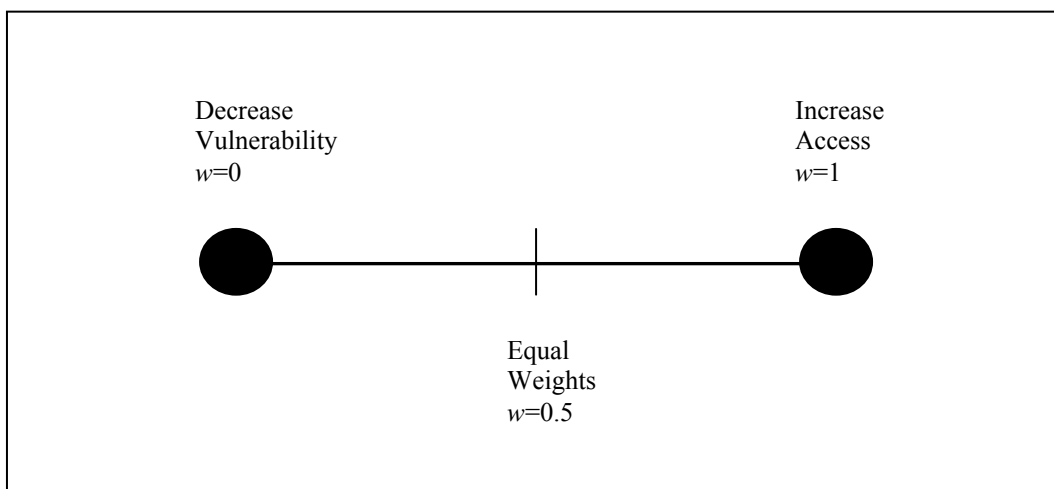 Decrease
Vulnerability
w=0
Increase
Access
w=1
Equal
Weights
w=0.5